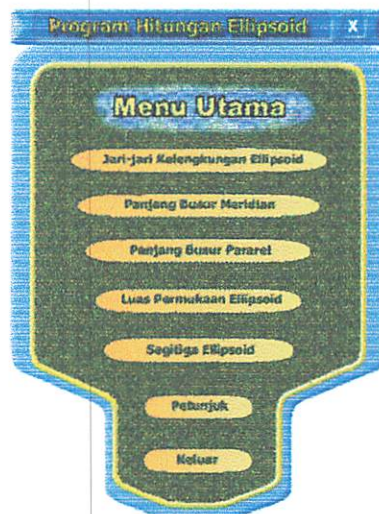 Program Hitungan Ellipsoid X
Menu Utama
Jari-jari Kelengkungan Ellipsoid
Panjang Busur Meridian
Panjang Busur Pararel
Luas Permukaan Ellipsoid
Segitiga Ellipsoid
Petunjuk
Keluar